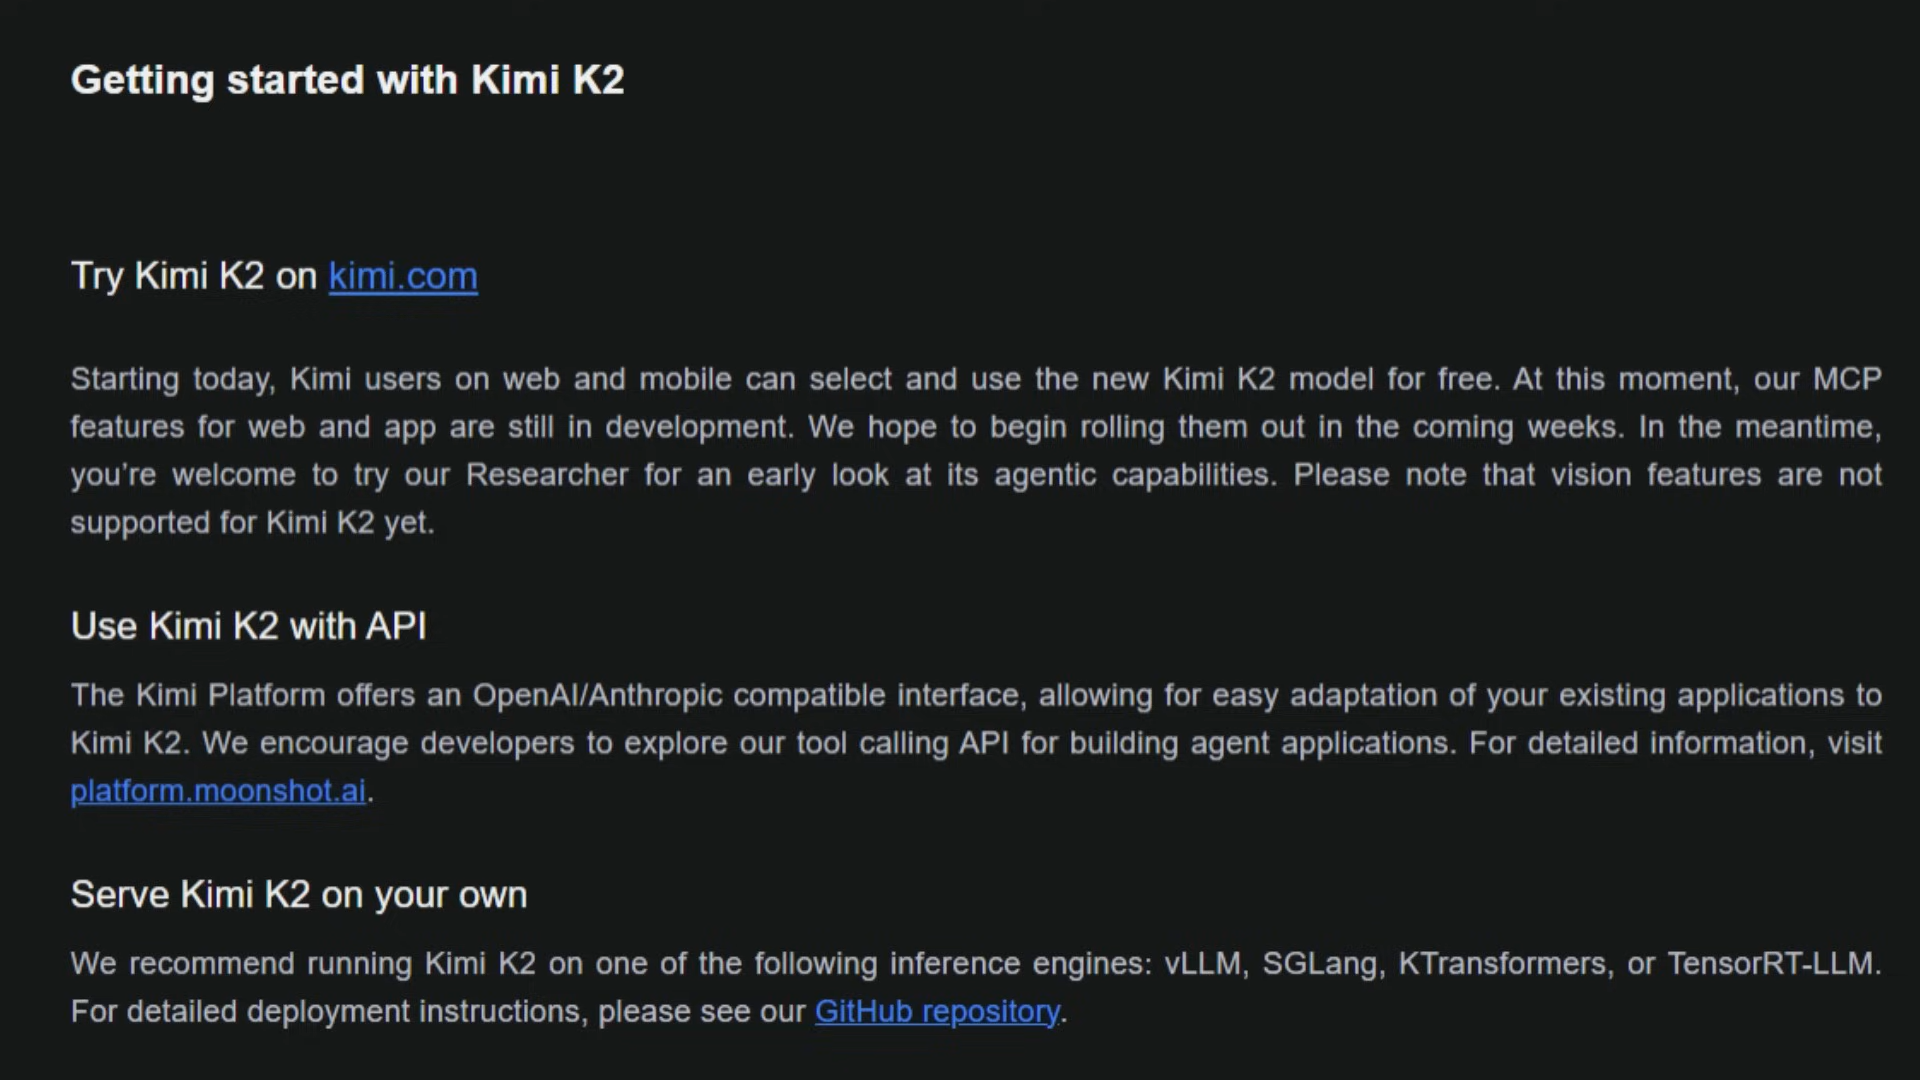 Getting started with Kimi K2
Try Kimi K2 on kimi.com
Starting today, Kimi users on web and mobile can select and use the new Kimi K2 model for free. At this moment, our MCP
features for web and app are still in development. We hope to begin rolling them out in the coming weeks. In the meantime,
you’re welcome to try our Researcher for an early look at its agentic capabilities. Please note that vision features are not
supported for Kimi K2 yet.
Use Kimi K2 with API
The Kimi Platform offers an OpenAI/Anthropic compatible interface, allowing for easy adaptation of your existing applications to
Kimi K2. We encourage developers to explore our tool calling API for building agent applications. For detailed information, visit
platform.moonshot.ai.
Serve Kimi K2 on your own
We recommend running Kimi K2 on one of the following inference engines: vLLM, SGLang, KTransformers, or TensorRT-LLM.
For detailed deployment instructions, please see our GitHub repository.